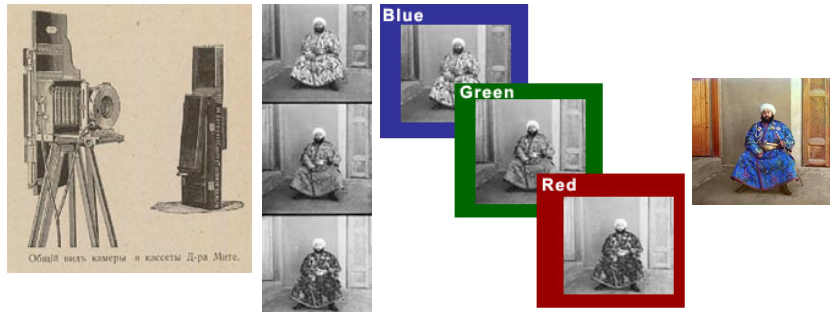 Общій видъ камеры и кассеты Д-ра Мите.
Blue
Green
Red